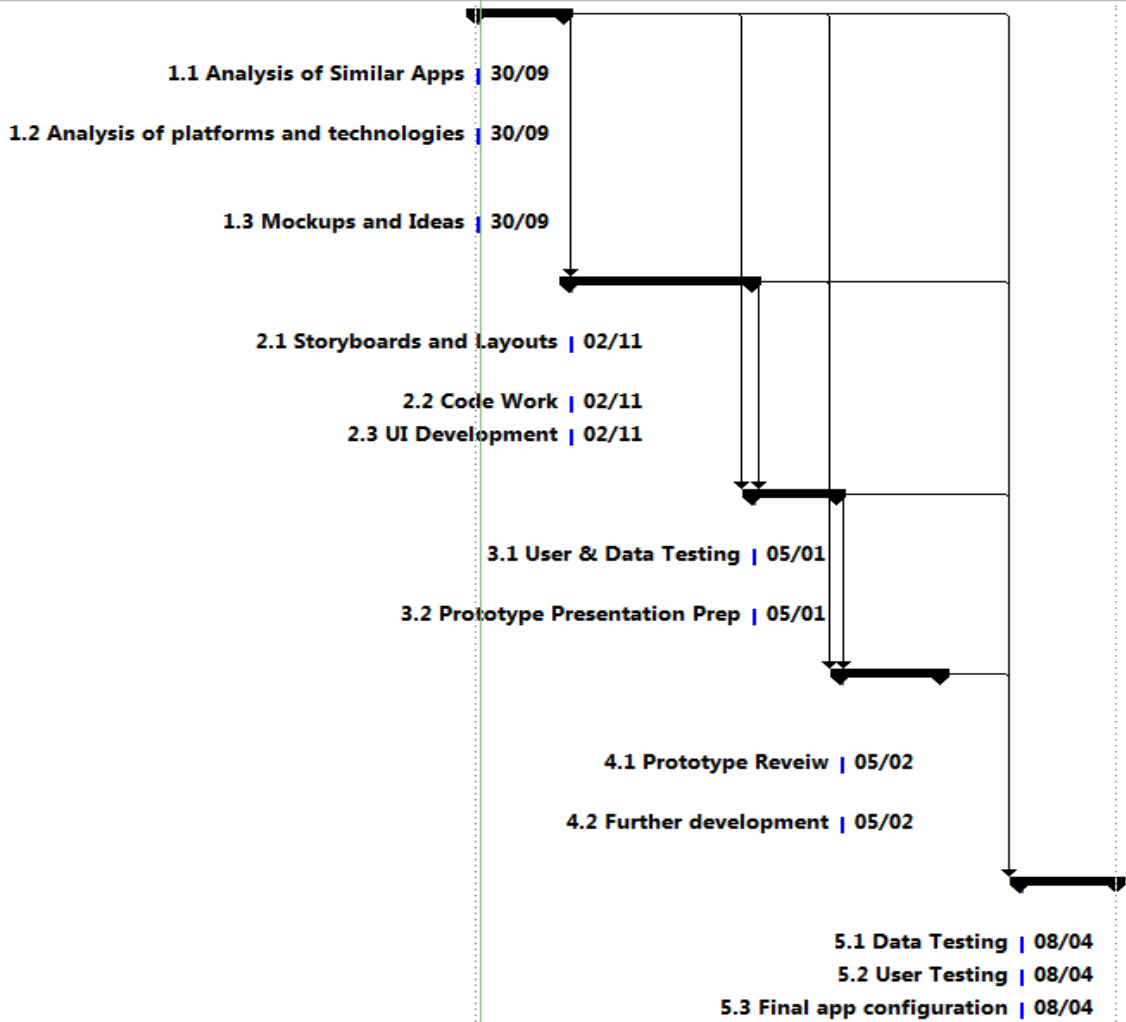 1.1 Analysis of Similar Apps 30/09
1.2 Analysis of platforms and technologies 30/09
1.3 Mockups and Ideas 30/09
2.1 Storyboards and Layouts 02/11
2.2 Code Work 02/11
2.3 UI Development 02/11
3.1 User & Data Testing 05/01
3.2 Prototype Presentation Prep 05/01
4.1 Prototype Reveiw 05/02
4.2 Further development 05/02
5.1 Data Testing 08/04
5.2 User Testing 08/04
5.3 Final app configuration 08/04